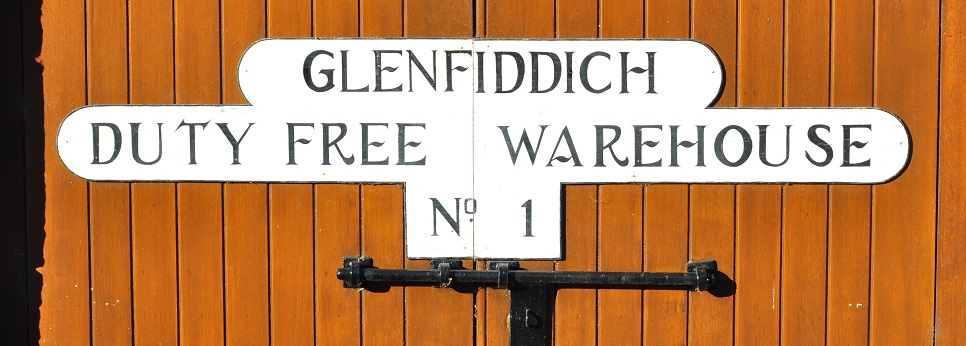 GLENFIDDICH
DUTY FREE WAREHOUSE
Nº 1